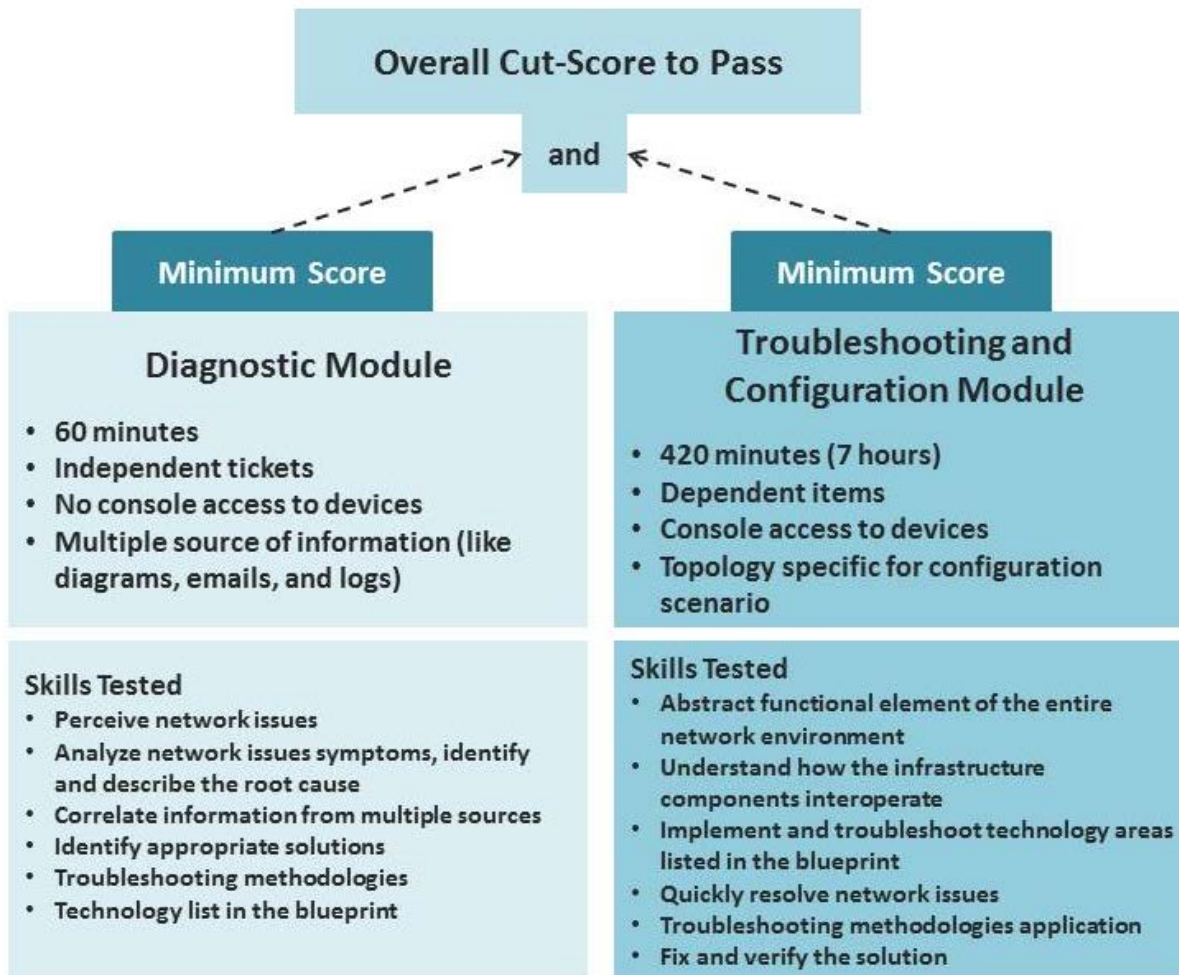 Overall Cut-Score to Pass
and
Minimum Score
Diagnostic Module
• 60 minutes
• Independent tickets
• No console access to devices
• Multiple source of information (like
diagrams, emails, and logs)
Skills Tested
• Perceive network issues
• Analyze network issues symptoms, identify
and describe the root cause
• Correlate information from multiple sources
• Identify appropriate solutions
• Troubleshooting methodologies
• Technology list in the blueprint
Minimum Score
Troubleshooting and
Configuration Module
• 420 minutes (7 hours)
• Dependent items
• Console access to devices
• Topology specific for configuration
scenario
Skills Tested
• Abstract functional element of the entire
network environment
• Understand how the infrastructure
components interoperate
• Implement and troubleshoot technology areas
listed in the blueprint
• Quickly resolve network issues
• Troubleshooting methodologies application
• Fix and verify the solution